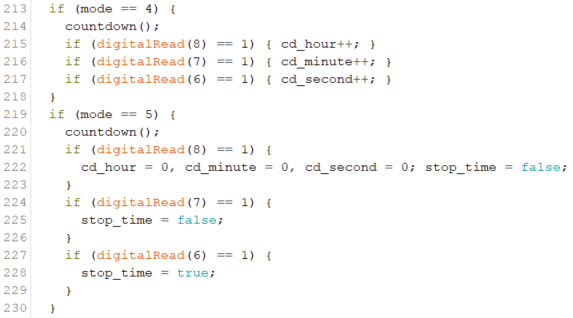 213 if (mode == 4) {
214 countdown();
215 if (digitalRead(8) == 1) { cd_hour++; }
216 if (digitalRead(7) == 1) { cd_minute++; }
217 if (digitalRead(6) == 1) { cd_second++; }
218 }
219 if (mode == 5) {
220 countdown();
221 if (digitalRead(8) == 1) {
222 cd_hour = 0, cd_minute = 0, cd_second = 0; stop_time = false;
223 }
224 if (digitalRead(7) == 1) {
225 stop_time = false;
226 }
227 if (digitalRead(6) == 1) {
228 stop_time = true;
229 }
230 }